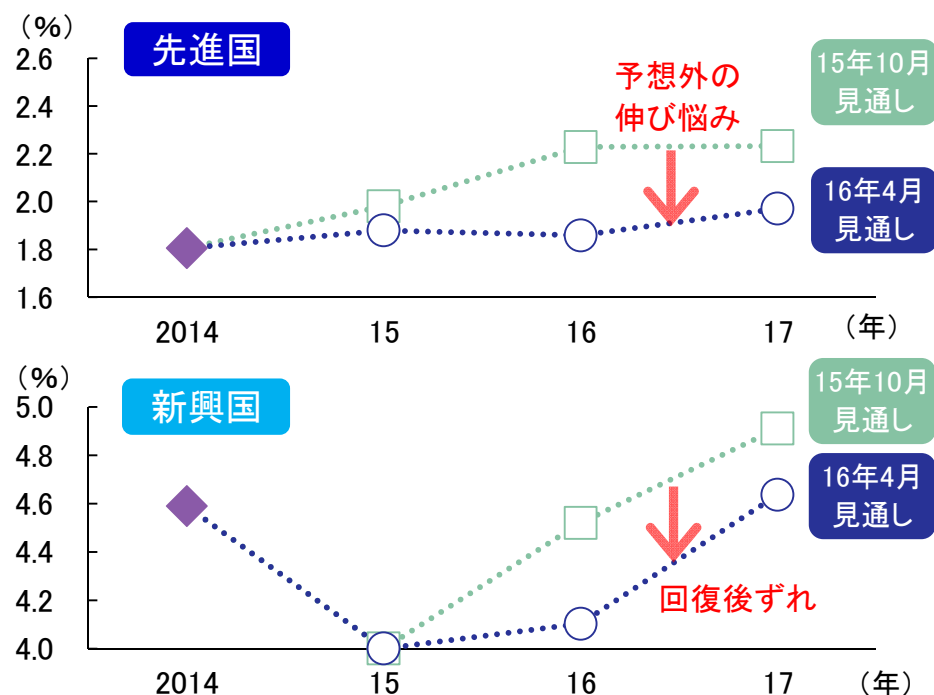 (%)
先進国
2.6
2.4
2.2
2.0
1.8
1.6
予想外の
伸び悩み
15年10月
見通し
16年4月
見通し
2014
15
16
17
(年)
(%)
新興国
5.0
4.8
4.6
4.4
4.2
4.0
15年10月
見通し
16年4月
見通し
回復後ずれ
2014
15
16
17
(年)